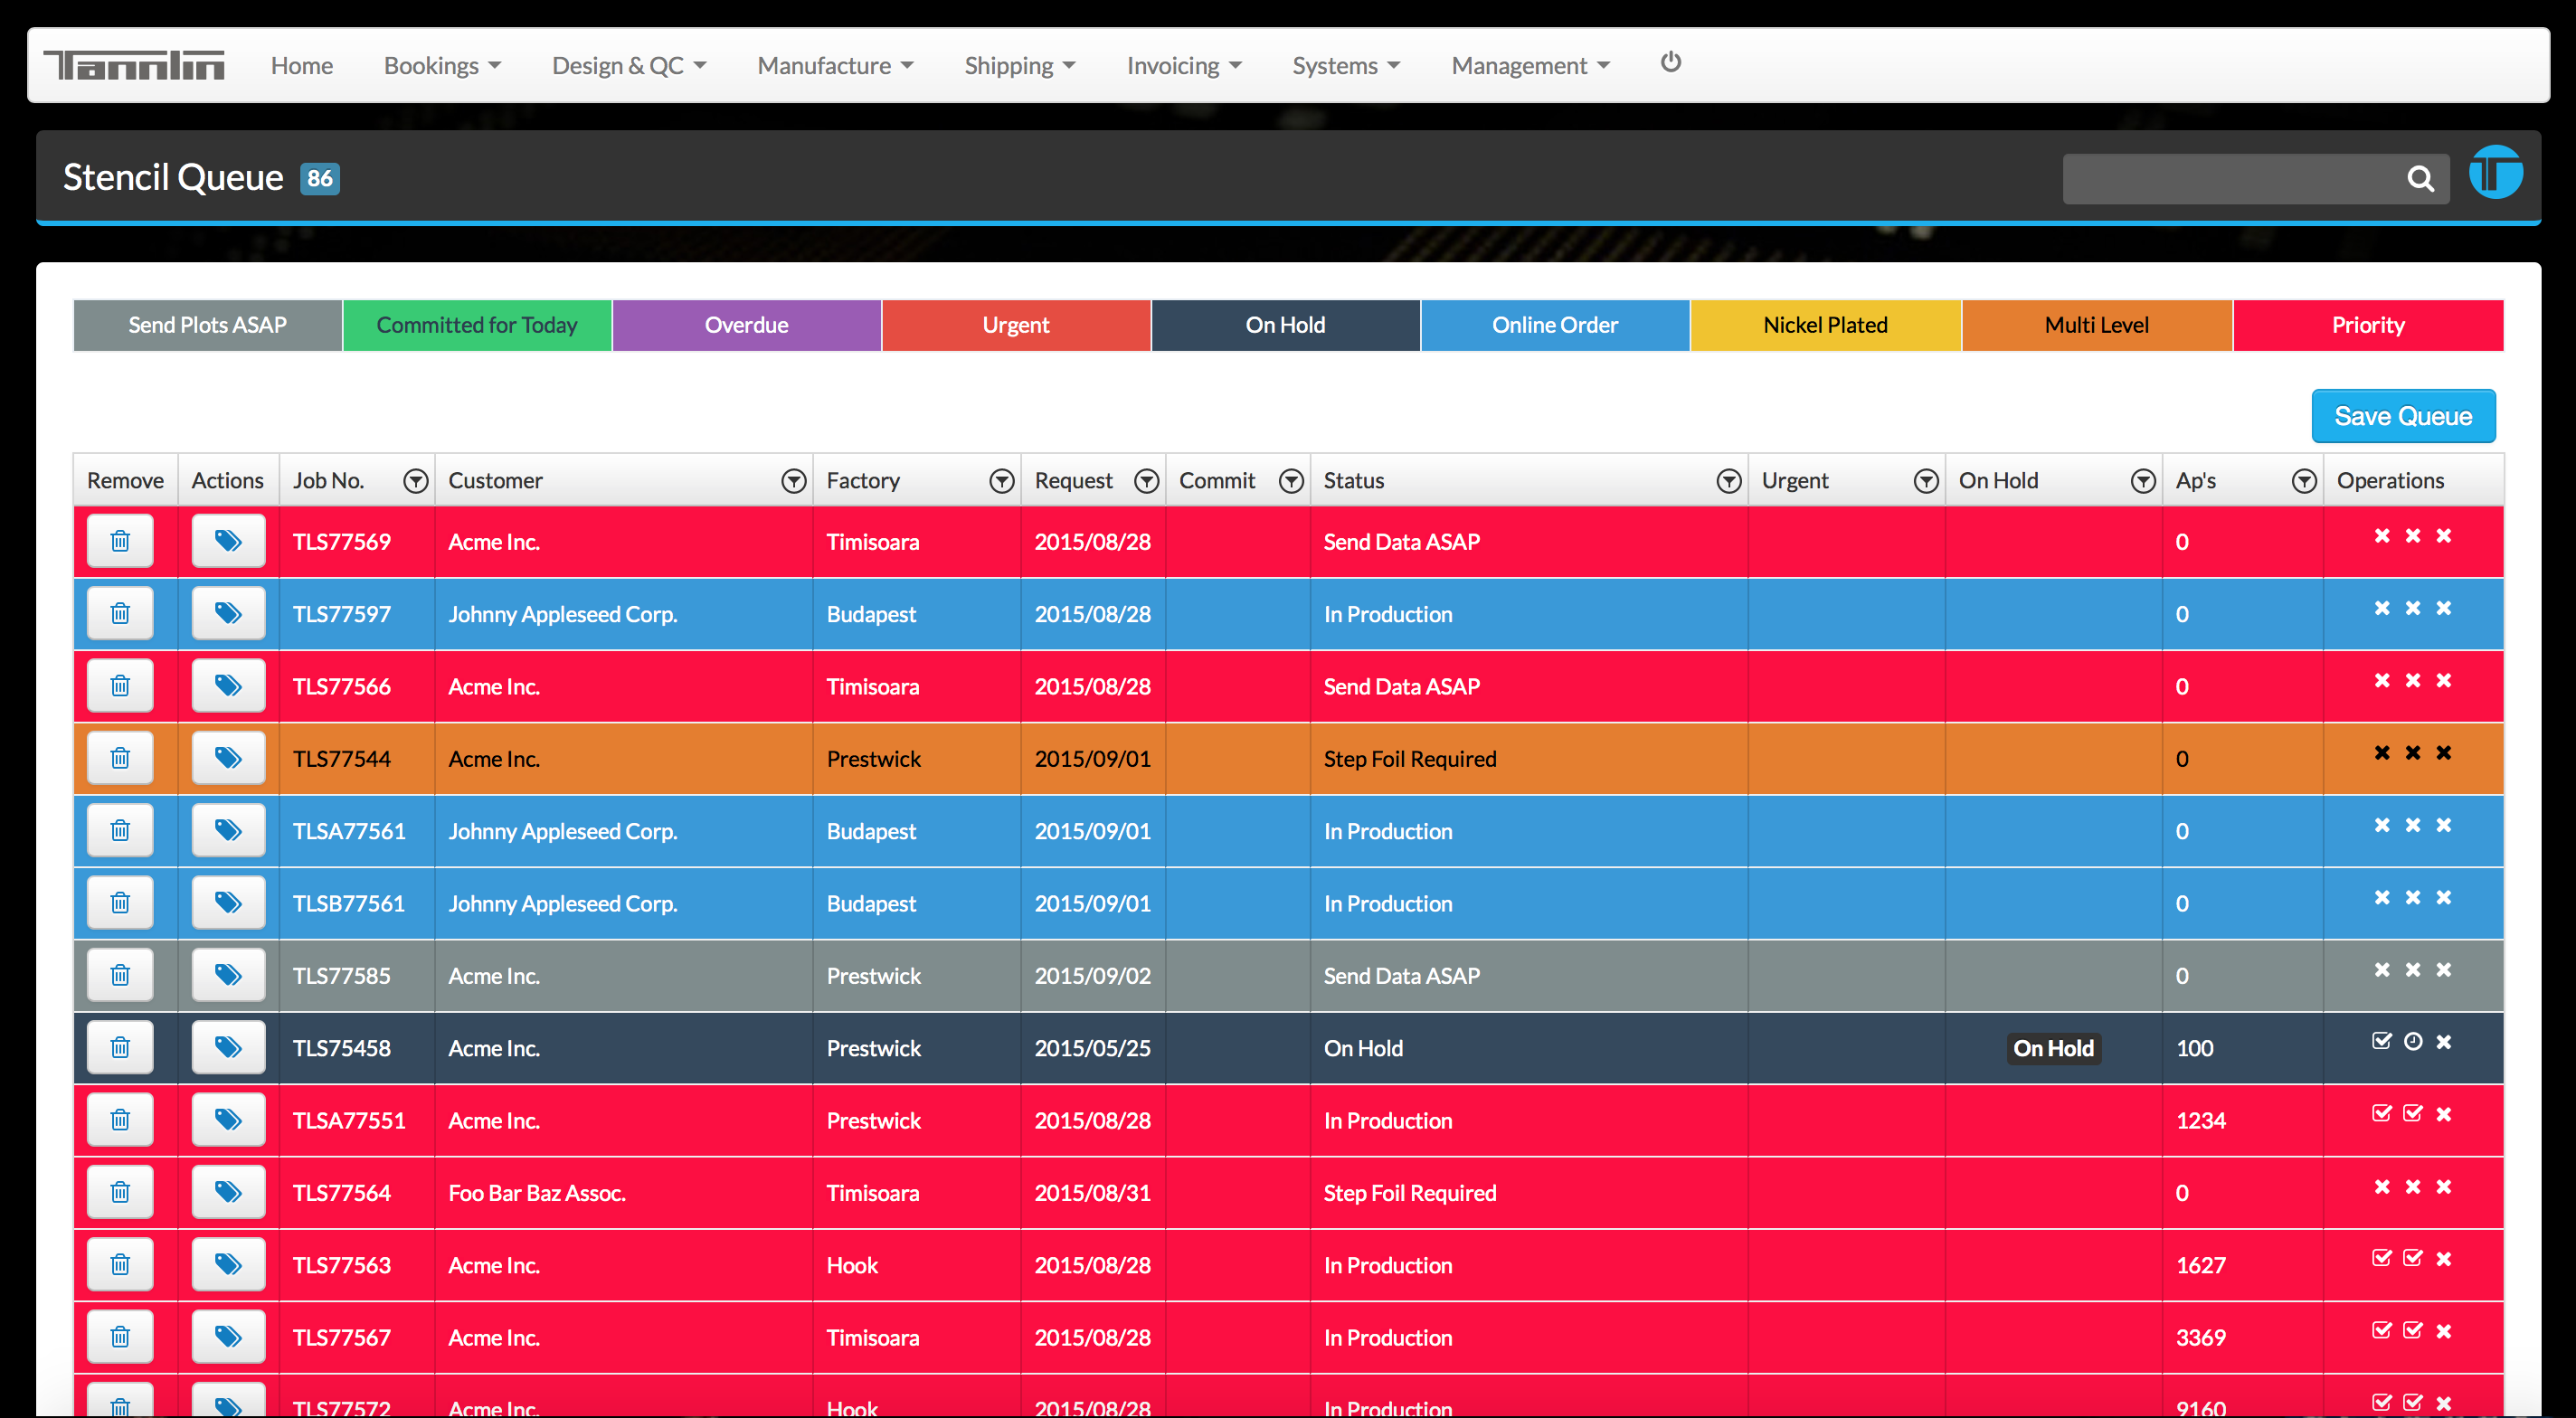 Tannlin Home Bookings Design & QC Manufacture Shipping Invoicing Systems Management
Stencil Queue 86
Send Plots ASAP Committed for Today Overdue Urgent On Hold Online Order Nickel Plated Multi Level Priority
Save Queue
Remove Actions Job No. Customer Factory Request Commit Status Urgent On Hold Ap's Operations
TLS77569 Acme Inc. Timisoara 2015/08/28 Send Data ASAP 0
TLS77597 Johnny Appleseed Corp. Budapest 2015/08/28 In Production 0
TLS77566 Acme Inc. Timisoara 2015/08/28 Send Data ASAP 0
TLS77544 Acme Inc. Prestwick 2015/09/01 Step Foil Required 0
TLSA77561 Johnny Appleseed Corp. Budapest 2015/09/01 In Production 0
TLSB77561 Johnny Appleseed Corp. Budapest 2015/09/01 In Production 0
TLS77585 Acme Inc. Prestwick 2015/09/02 Send Data ASAP 0
TLS75458 Acme Inc. Prestwick 2015/05/25 On Hold On Hold 100
TLSA77551 Acme Inc. Prestwick 2015/08/28 In Production 1234
TLS77564 Foo Bar Baz Assoc. Timisoara 2015/08/31 Step Foil Required 0
TLS77563 Acme Inc. Hook 2015/08/28 In Production 1627
TLS77567 Acme Inc. Timisoara 2015/08/28 In Production 3369
TLS77572 Acme Inc. Hook 2015/08/28 In Production 9160